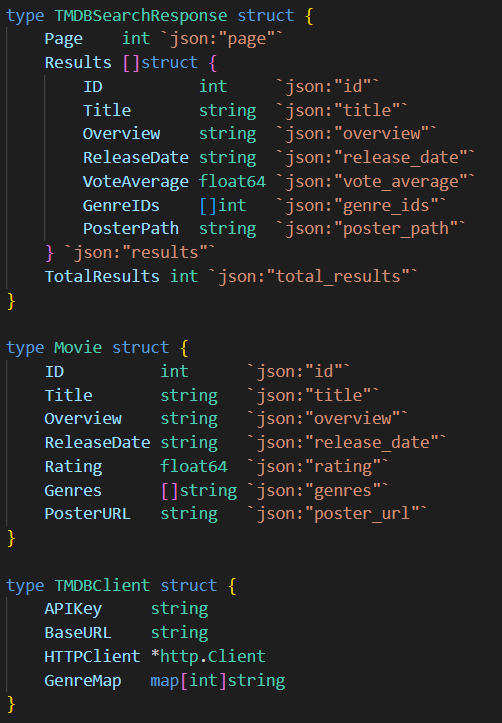 type TMDBSearchResponse struct {
    Page    int `json:"page"`
    Results []struct {
        ID          int     `json:"id"`
        Title       string  `json:"title"`
        Overview    string  `json:"overview"`
        ReleaseDate string  `json:"release_date"`
        VoteAverage float64 `json:"vote_average"`
        GenreIDs    []int   `json:"genre_ids"`
        PosterPath  string  `json:"poster_path"`
    } `json:"results"`
    TotalResults int `json:"total_results"`
}

type Movie struct {
    ID          int      `json:"id"`
    Title       string   `json:"title"`
    Overview    string   `json:"overview"`
    ReleaseDate string   `json:"release_date"`
    Rating      float64  `json:"rating"`
    Genres      []string `json:"genres"`
    PosterURL   string   `json:"poster_url"`
}

type TMDBClient struct {
    APIKey     string
    BaseURL    string
    HTTPClient *http.Client
    GenreMap   map[int]string
}